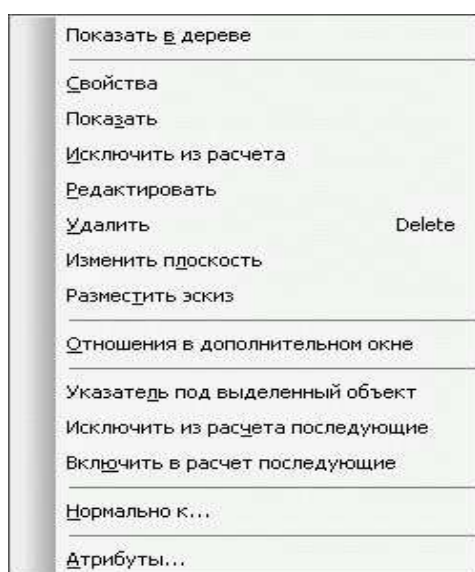 Показать в дереве
Свойства
Показать
Исключить из расчета
Редактировать
Удалить Delete
Изменить плоскость
Разместить эскиз
Отношения в дополнительном окне
Указатель под выделенный объект
Исключить из расчета последующие
Включить в расчет последующие
Нормально к...
Атрибуты...